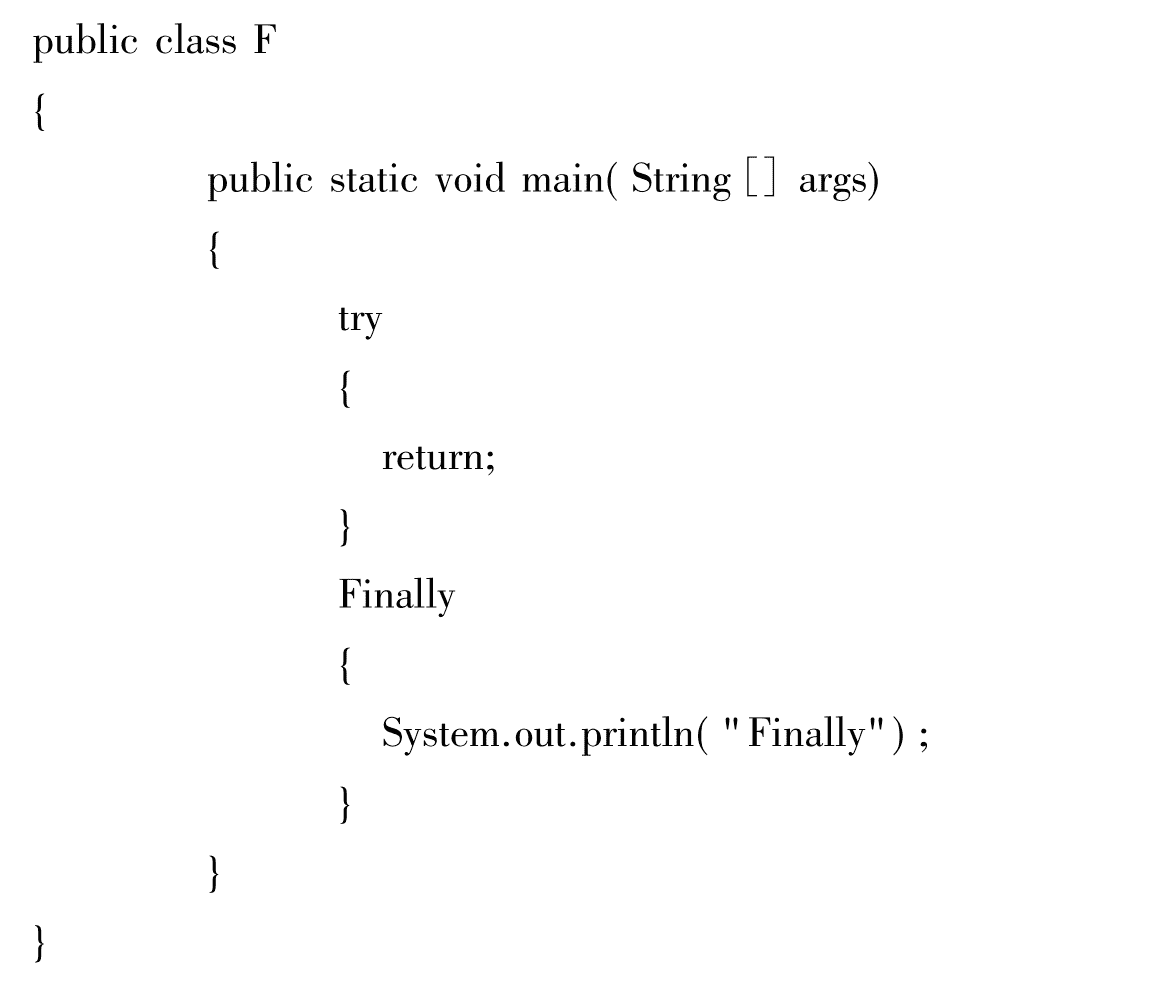 public class F
{
public static void main( String [] args)
{
try
{
return;
}
Finally
{
System.out.println( "Finally") ;
}
}
}